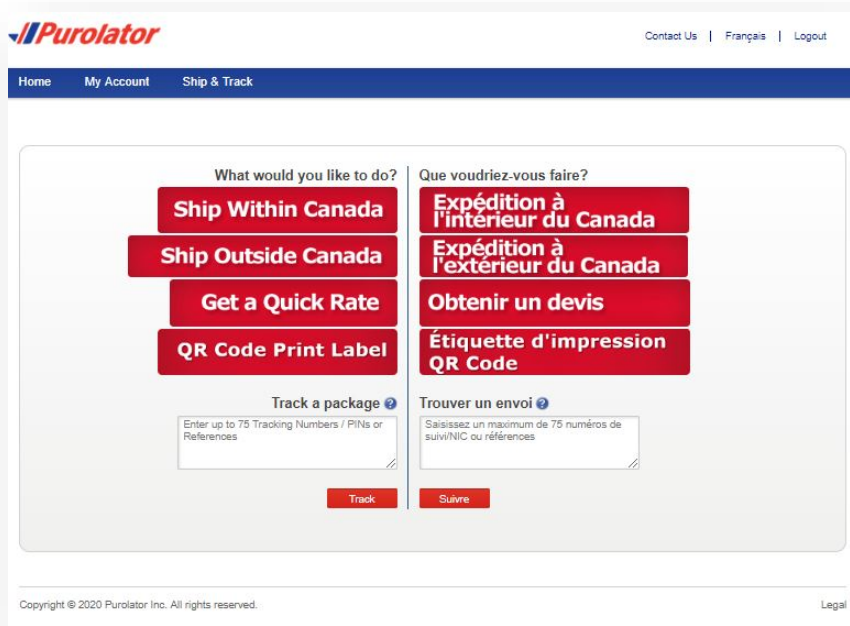 Purolator
Contact Us | Français | Logout
Home My Account Ship & Track
What would you like to do?
Ship Within Canada
Ship Outside Canada
Get a Quick Rate
QR Code Print Label
Track a package
Enter up to 75 Tracking Numbers / PINs or
References
Track
Que voudriez-vous faire?
Expédition à
l'intérieur du Canada
Expédition à
l'extérieur du Canada
Obtenir un devis
Étiquette d'impression
QR Code
Trouver un envoi
Saisissez un maximum de 75 numéros de
suivi/NIC ou références
Suivre
Copyright © 2020 Purolator Inc. All rights reserved.
Legal